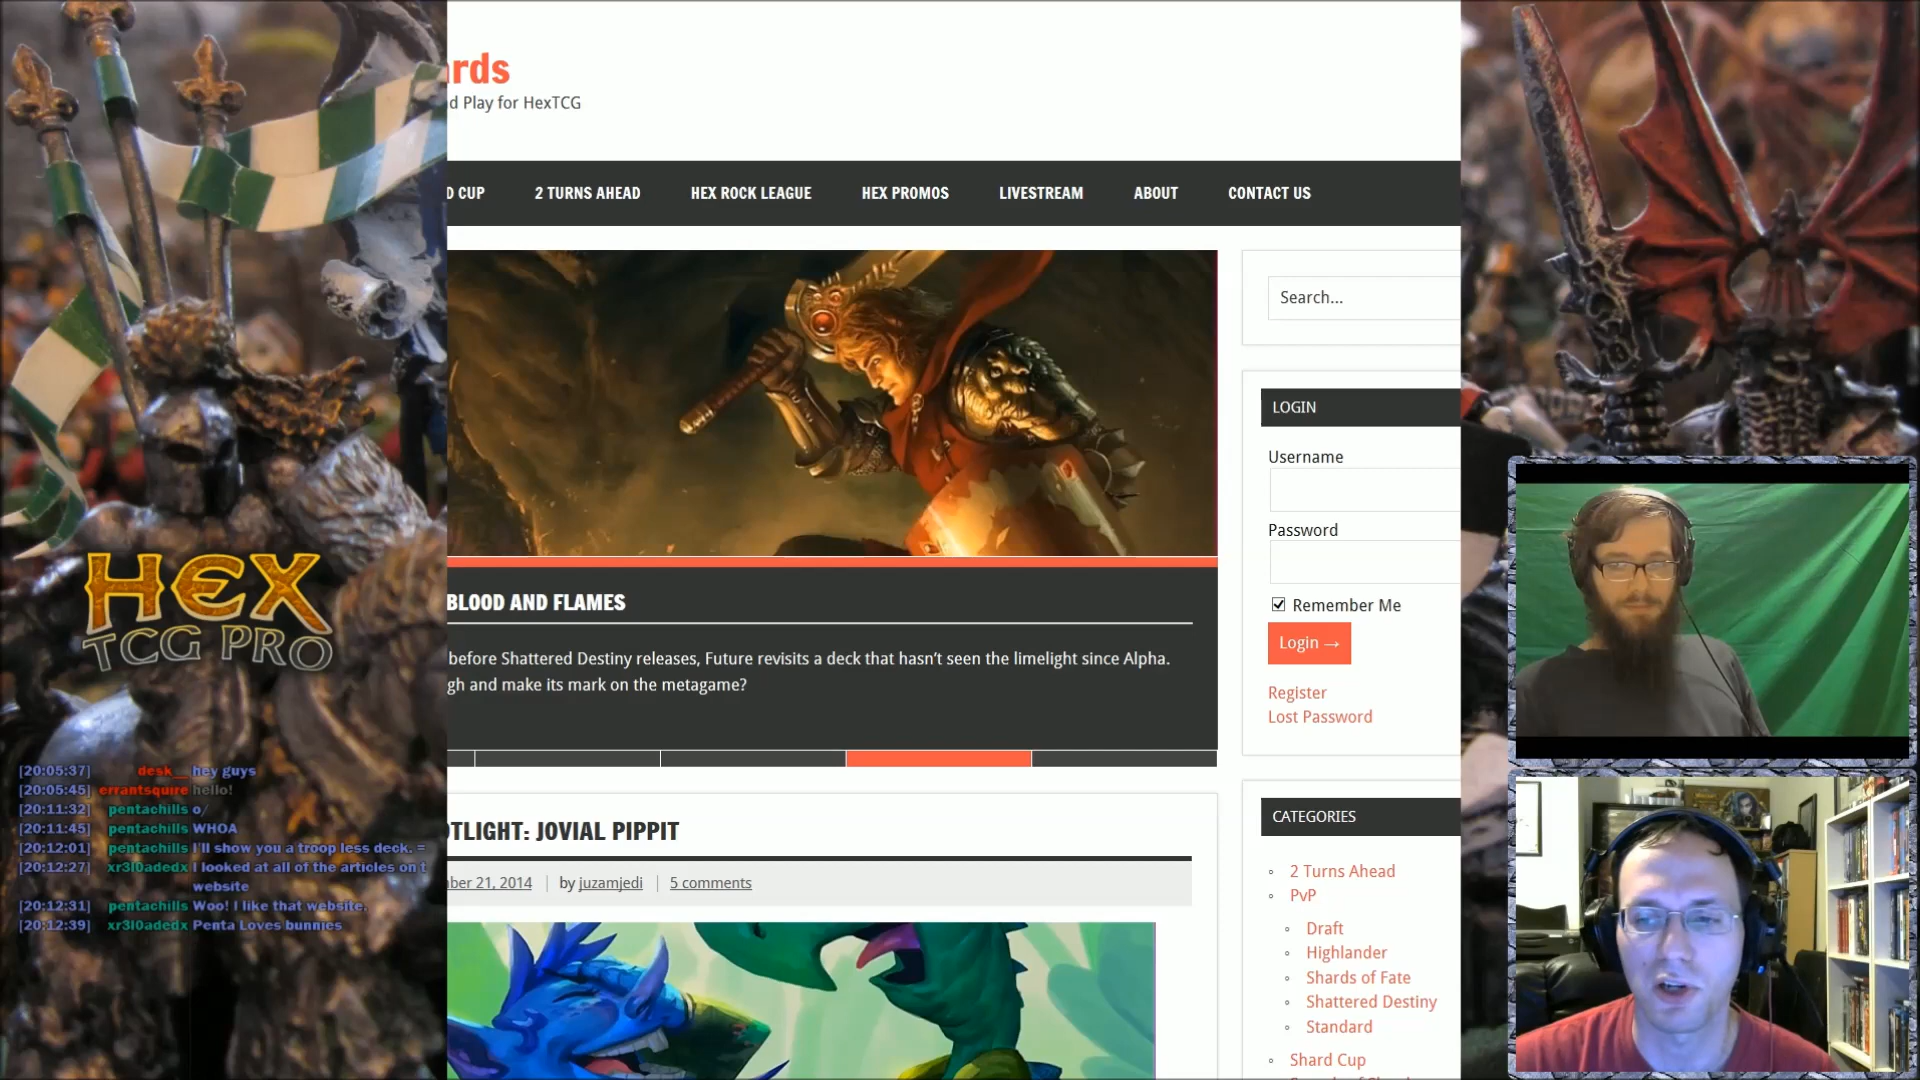 rds
d Play for HexTCG
D CUP
2 TURNS AHEAD
HEX ROCK LEAGUE
HEX PROMOS
LIVESTREAM
ABOUT
CONTACT US
Search...
LOGIN
Username
Password
Remember Me
Login →
Register
Lost Password
BLOOD AND FLAMES
before Shattered Destiny releases, Future revisits a deck that hasn't seen the limelight since Alpha.
gh and make its mark on the metagame?
OTLIGHT: JOVIAL PIPPIT
ber 21, 2014 | by juzamjedi | 5 comments
CATEGORIES
2 Turns Ahead
PvP
Draft
Highlander
Shards of Fate
Shattered Destiny
Standard
Shard Cup
HEX
TCG PRO
[20:05:37] desk__ hey guys
[20:05:45] errantsquire hello!
[20:11:32] pentachills o/
[20:11:45] pentachills WHOA
[20:12:01] pentachills I'll show you a troop less deck. =
[20:12:27] xr3l0adedx I looked at all of the articles on t
website
[20:12:31] pentachills Woo! I like that website.
[20:12:39] xr3l0adedx Penta Loves bunnies